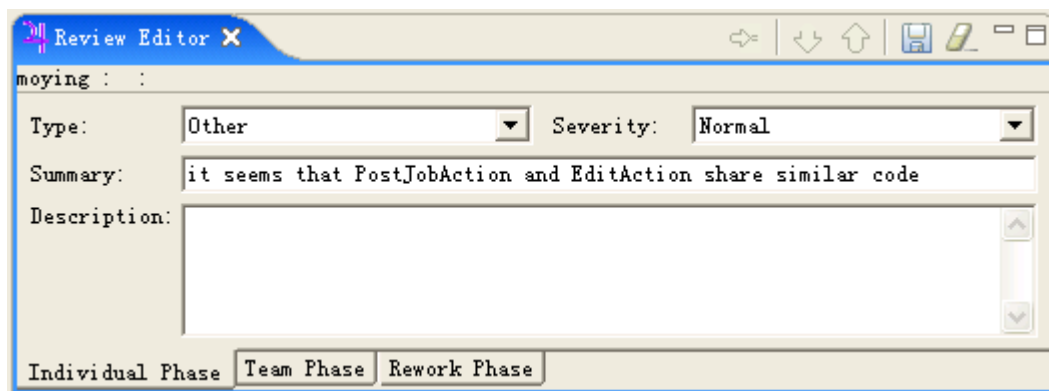 Review Editor
moying : :
Type: Other Severity: Normal
Summary: it seems that PostJobAction and EditAction share similar code
Description:
Individual Phase Team Phase Rework Phase